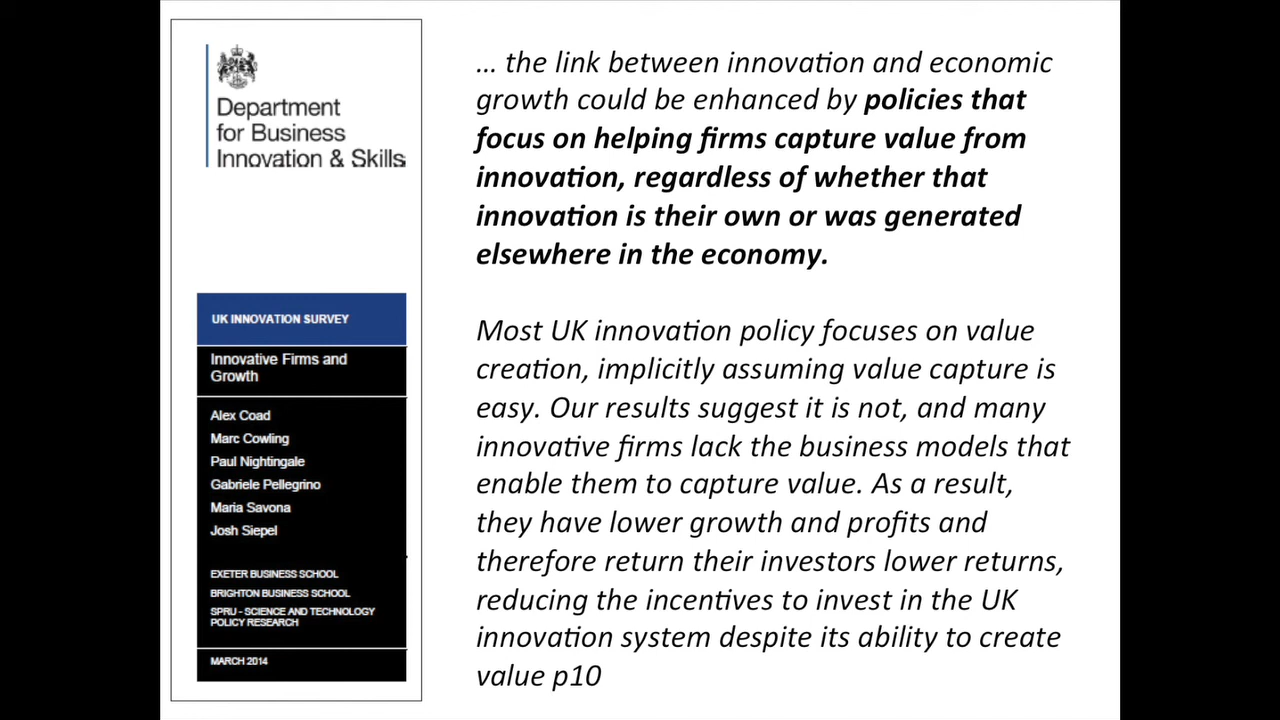 Department
for Business
Innovation & Skills
UK INNOVATION SURVEY
Innovative Firms and
Growth
Alex Coad
Marc Cowling
Paul Nightingale
Gabriele Pellegrino
Maria Savona
Josh Siepel
EXETER BUSINESS SCHOOL
BRIGHTON BUSINESS SCHOOL
SPRU - SCIENCE AND TECHNOLOGY
POLICY RESEARCH
MARCH 2014
... the link between innovation and economic
growth could be enhanced by policies that
focus on helping firms capture value from
innovation, regardless of whether that
innovation is their own or was generated
elsewhere in the economy.
Most UK innovation policy focuses on value
creation, implicitly assuming value capture is
easy. Our results suggest it is not, and many
innovative firms lack the business models that
enable them to capture value. As a result,
they have lower growth and profits and
therefore return their investors lower returns,
reducing the incentives to invest in the UK
innovation system despite its ability to create
value p10